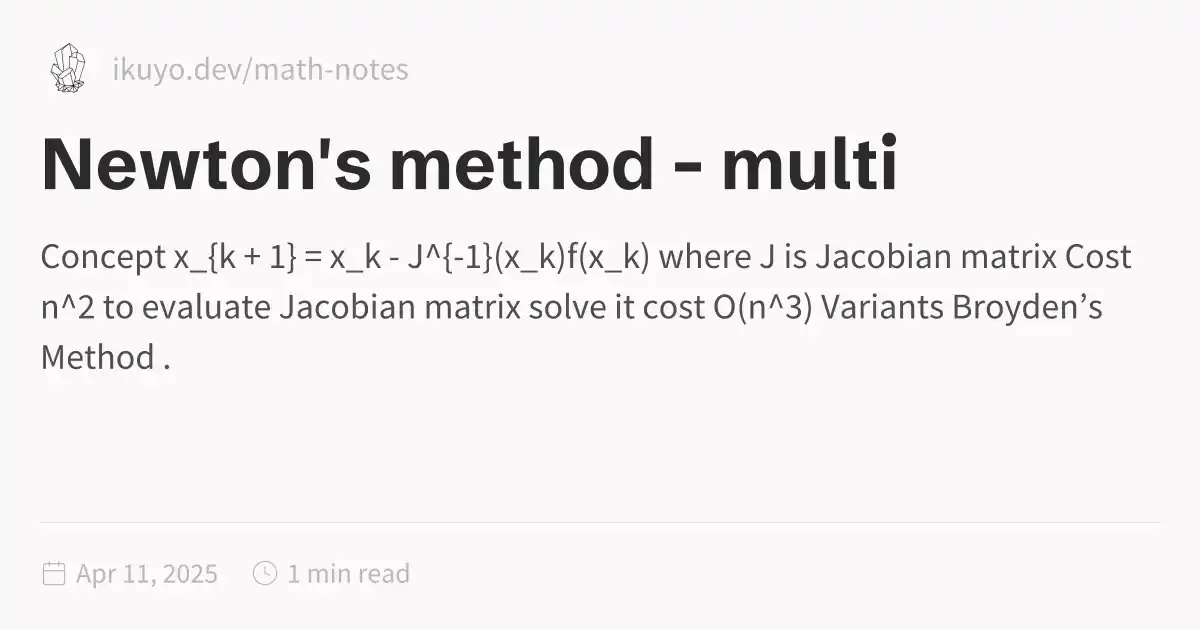 ikuyo.dev/math-notes
Newton's method - multi
Concept x_{k + 1} = x_k - J^{-1}(x_k)f(x_k) where J is Jacobian matrix Cost
n^2 to evaluate Jacobian matrix solve it cost O(n^3) Variants Broyden’s
Method .
Apr 11, 2025
1 min read